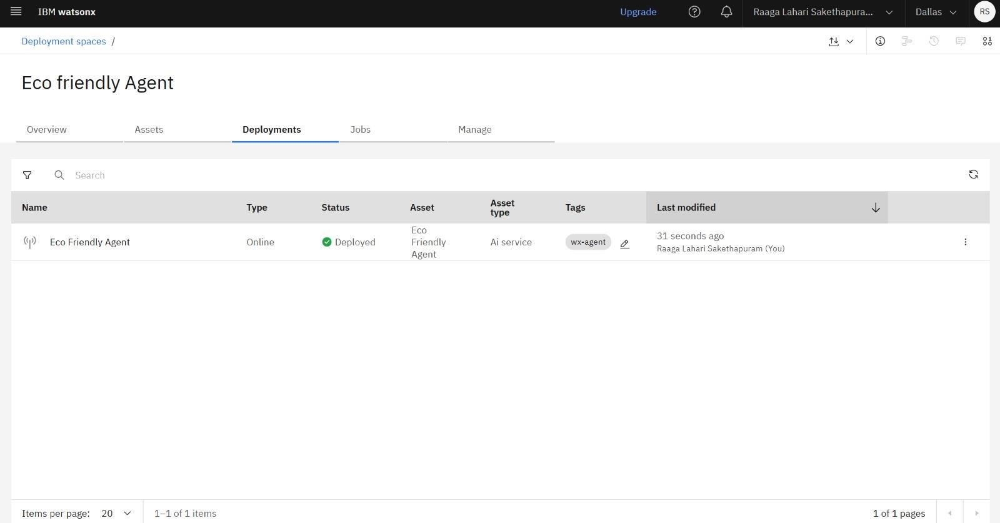 IBM watsonx
Upgrade
Raaga Lahari Sakethapura...
Dallas
RS
Deployment spaces /
Eco friendly Agent
Overview
Assets
Deployments
Jobs
Manage
Search
Name
Type
Status
Asset
Asset
type
Tags
Last modified
Eco Friendly Agent
Online
Deployed
Eco
Friendly
Agent
Ai service
wx-agent
31 seconds ago
Raaga Lahari Sakethapuram (You)
Items per page: 20
1–1 of 1 items
1 of 1 pages